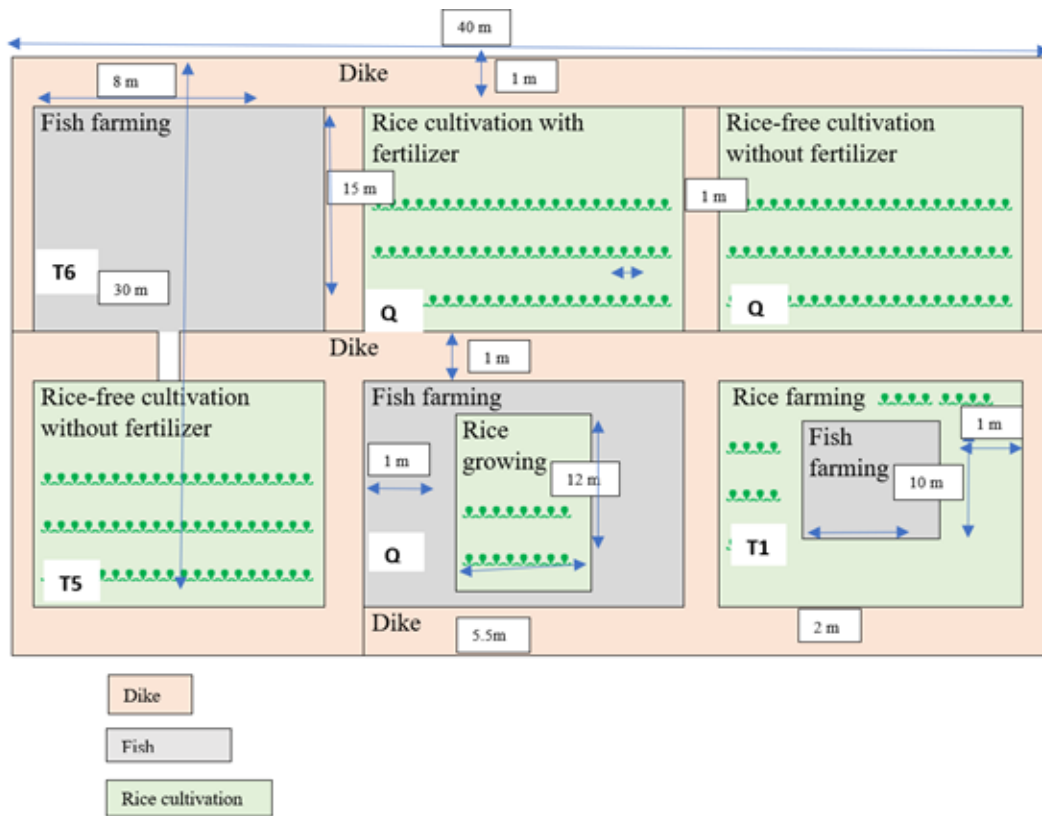 40 m
Dike
8 m
1 m
Fish farming
Rice cultivation with
fertilizer
Rice-free cultivation
without fertilizer
15 m
1 m
T6
30 m
Q
Q
Dike
1 m
Rice-free cultivation
without fertilizer
Fish farming
Rice farming
Rice
growing
1 m
Fish
farming
1 m
12 m
10 m
T5
Q
T1
Dike
5.5m
2 m
Dike
Fish
Rice cultivation